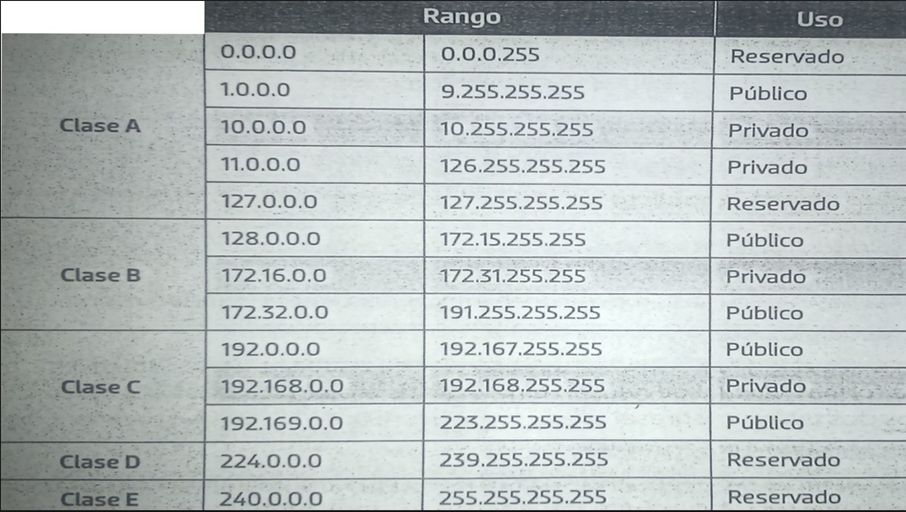 Rango Uso
Clase A
0.0.0.0 0.0.0.255 Reservado
1.0.0.0 9.255.255.255 Público
10.0.0.0 10.255.255.255 Privado
11.0.0.0 126.255.255.255 Privado
127.0.0.0 127.255.255.255 Reservado
Clase B
128.0.0.0 172.15.255.255 Público
172.16.0.0 172.31.255.255 Privado
172.32.0.0 191.255.255.255 Público
Clase C
192.0.0.0 192.167.255.255 Público
192.168.0.0 192.168.255.255 Privado
192.169.0.0 223.255.255.255 Público
Clase D 224.0.0.0 239.255.255.255 Reservado
Clase E 240.0.0.0 255.255.255.255 Reservado